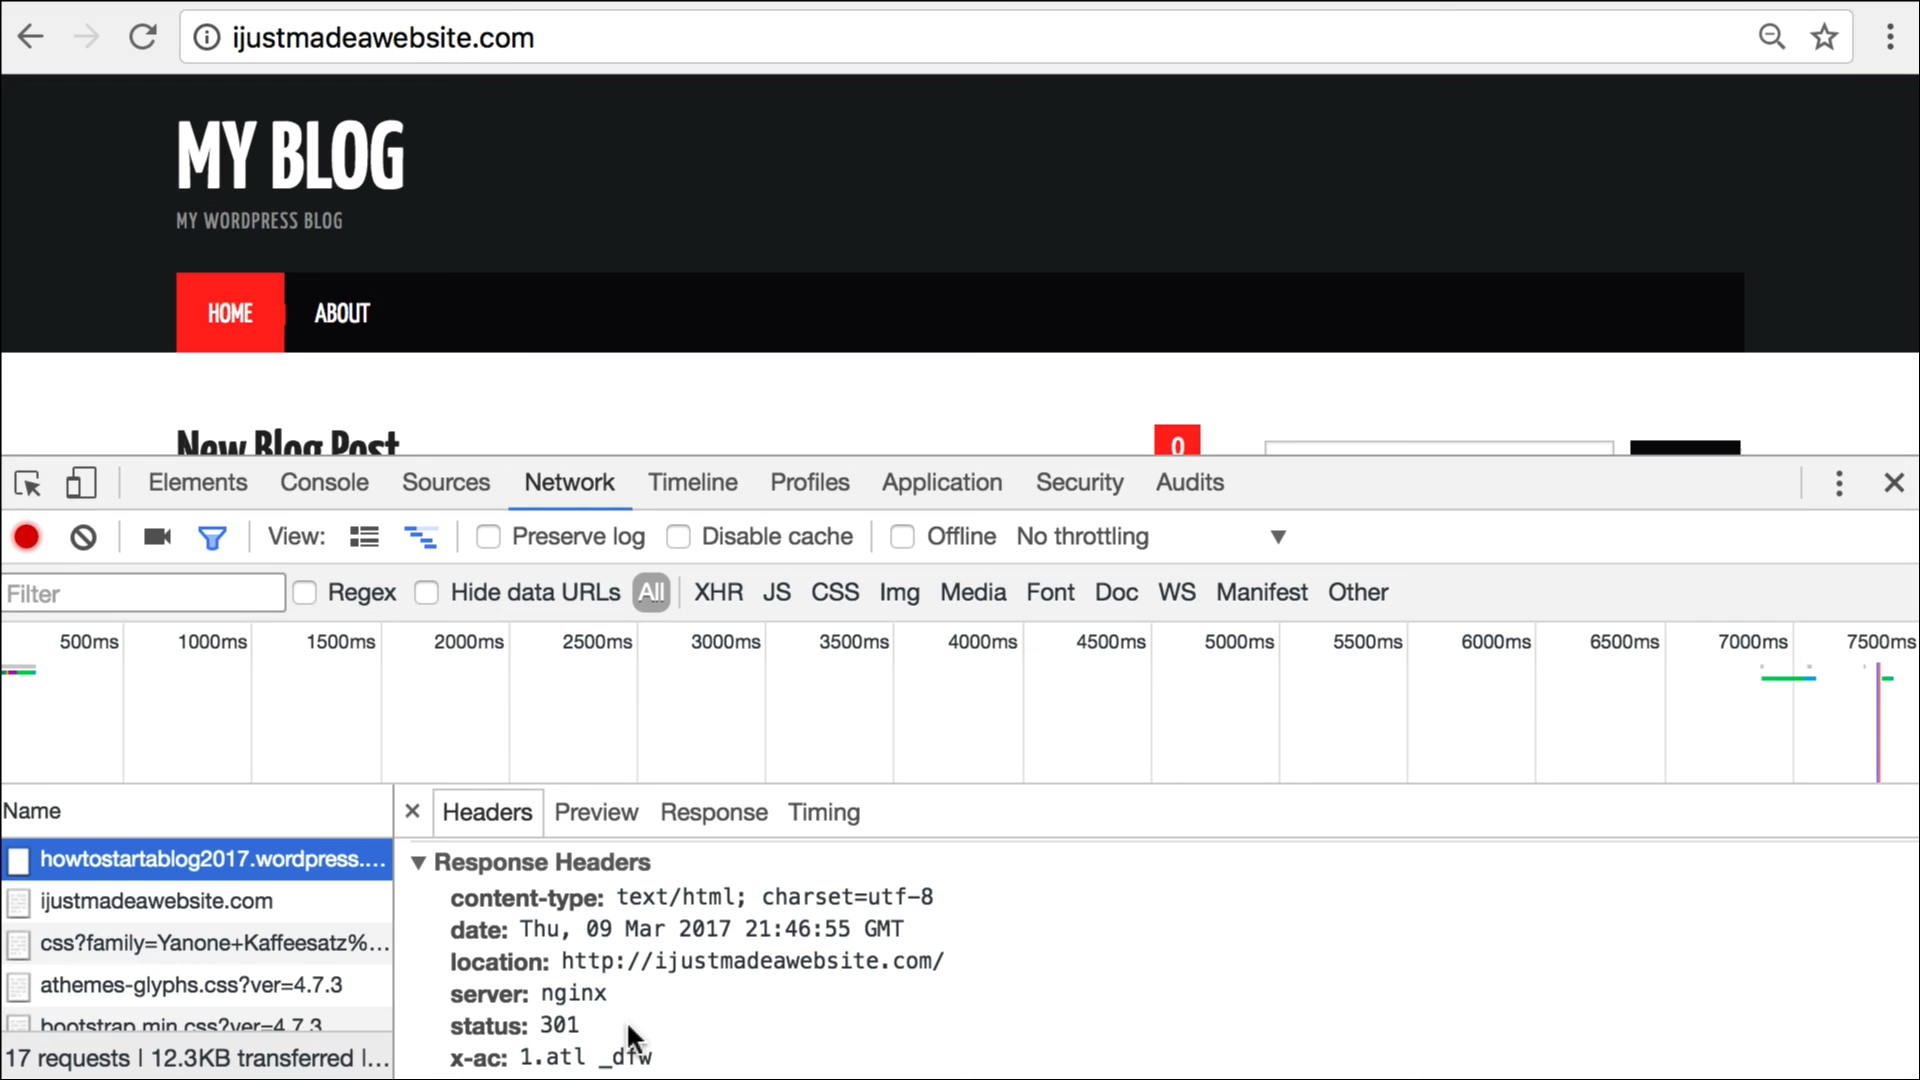 ijustmadeawebsite.com
MY BLOG
MY WORDPRESS BLOG
HOME ABOUT
New Blog Post 0
Elements Console Sources Network Timeline Profiles Application Security Audits
View: Preserve log Disable cache Offline No throttling
Filter Regex Hide data URLs All XHR JS CSS Img Media Font Doc WS Manifest Other
500ms 1000ms 1500ms 2000ms 2500ms 3000ms 3500ms 4000ms 4500ms 5000ms 5500ms 6000ms 6500ms 7000ms 7500ms
Name
howtostartablog2017.wordpress....
ijustmadeawebsite.com
css?family=Yanone+Kaffeesatz%...
athemes-glyphs.css?ver=4.7.3
bootstrap.min.css?ver=4.7.3
17 requests | 12.3KB transferred |...
Headers Preview Response Timing
Response Headers
content-type: text/html; charset=utf-8
date: Thu, 09 Mar 2017 21:46:55 GMT
location: http://ijustmadeawebsite.com/
server: nginx
status: 301
x-ac: 1.atl _dfw